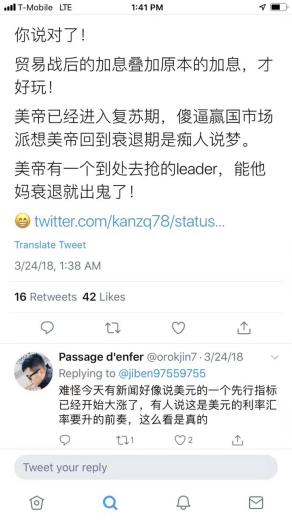 T-Mobile LTE 1:41 PM
你说对了！
贸易战后的加息叠加原本的加息，才
好玩！
美帝已经进入复苏期，傻逼赢国市场
派想美帝回到衰退期是痴人说梦。
美帝有一个到处去抢的leader，能他
妈衰退就出鬼了！
😁 twitter.com/kanzq78/status...
Translate Tweet
3/24/18, 1:38 AM
16 Retweets 42 Likes
Passage d'enfer @orokjin7 · 3/24/18
Replying to @jiben97559755
难怪今天有新闻好像说美元的一个先行指标
已经开始大涨了，有人说这是美元的利率汇
率要升的前奏，这么看是真的
1 2
Tweet your reply